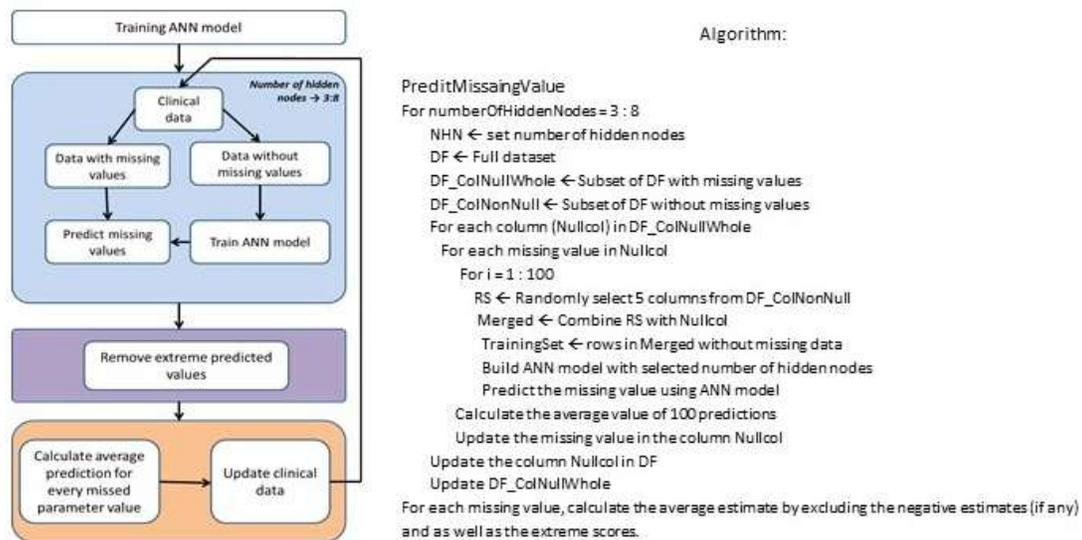 Training ANN model
Number of hidden
nodes → 3:8
Clinical
data
Data with missing
values
Data without
missing values
Predict missing
values
Train ANN model
Remove extreme predicted
values
Calculate average
prediction for
every missed
parameter value
Update clinical
data
Algorithm:
PreditMissaingValue
For numberOfHiddenNodes = 3 : 8
NHN ← set number of hidden nodes
DF ← Full dataset
DF_ColNullWhole ← Subset of DF with missing values
DF_ColNonNull ← Subset of DF without missing values
For each column (Nullcol) in DF_ColNullWhole
For each missing value in Nullcol
For i = 1 : 100
RS ← Randomly select 5 columns from DF_ColNonNull
Merged ← Combine RS with Nullcol
TrainingSet ← rows in Merged without missing data
Build ANN model with selected number of hidden nodes
Predict the missing value using ANN model
Calculate the average value of 100 predictions
Update the missing value in the column Nullcol
Update the column Nullcol in DF
Update DF_ColNullWhole
For each missing value, calculate the average estimate by excluding the negative estimates (if any)
and as well as the extreme scores.